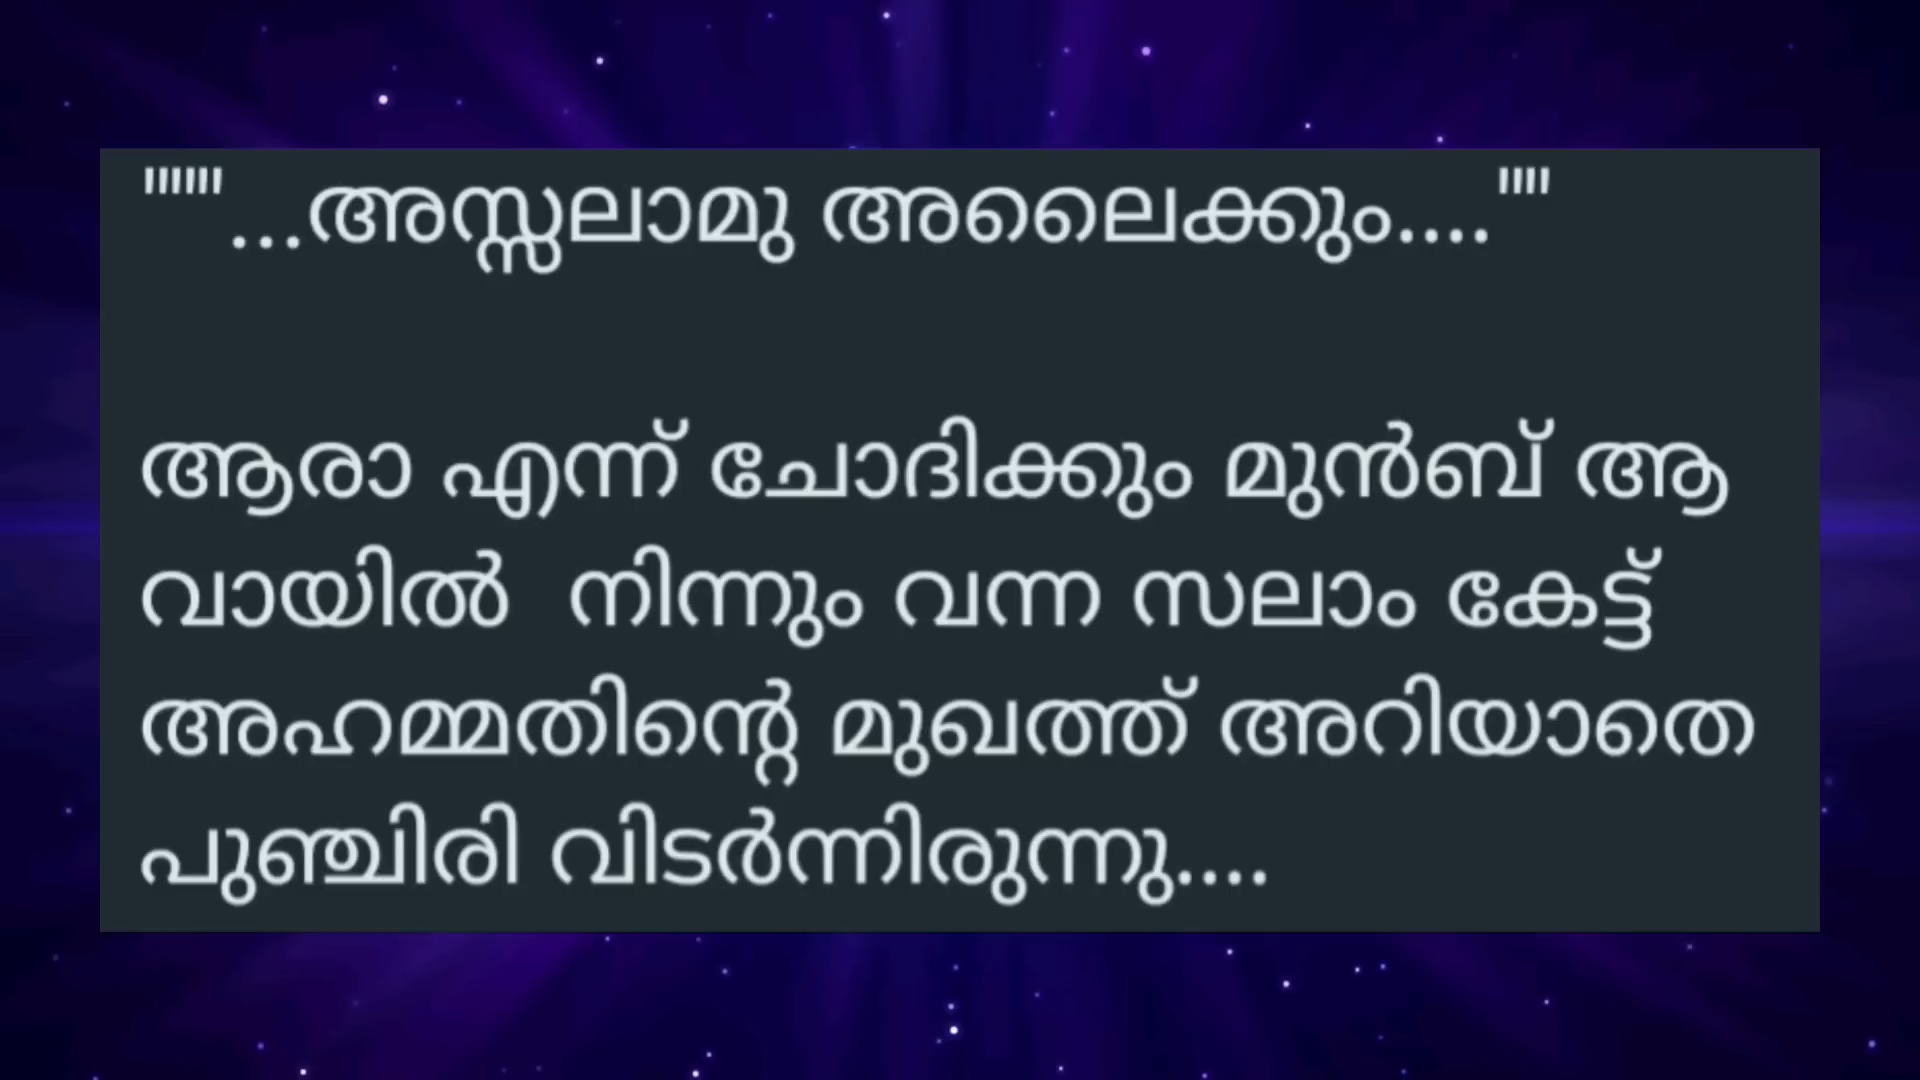 """"...അസ്സലാമു അലൈക്കും....""
ആരാ എന്ന് ചോദിക്കും മുൻബ് ആ
വായിൽ നിന്നും വന്ന സലാം കേട്ട്
അഹമ്മതിന്റെ മുഖത്ത് അറിയാതെ
പുഞ്ചിരി വിടർന്നിരുന്നു....